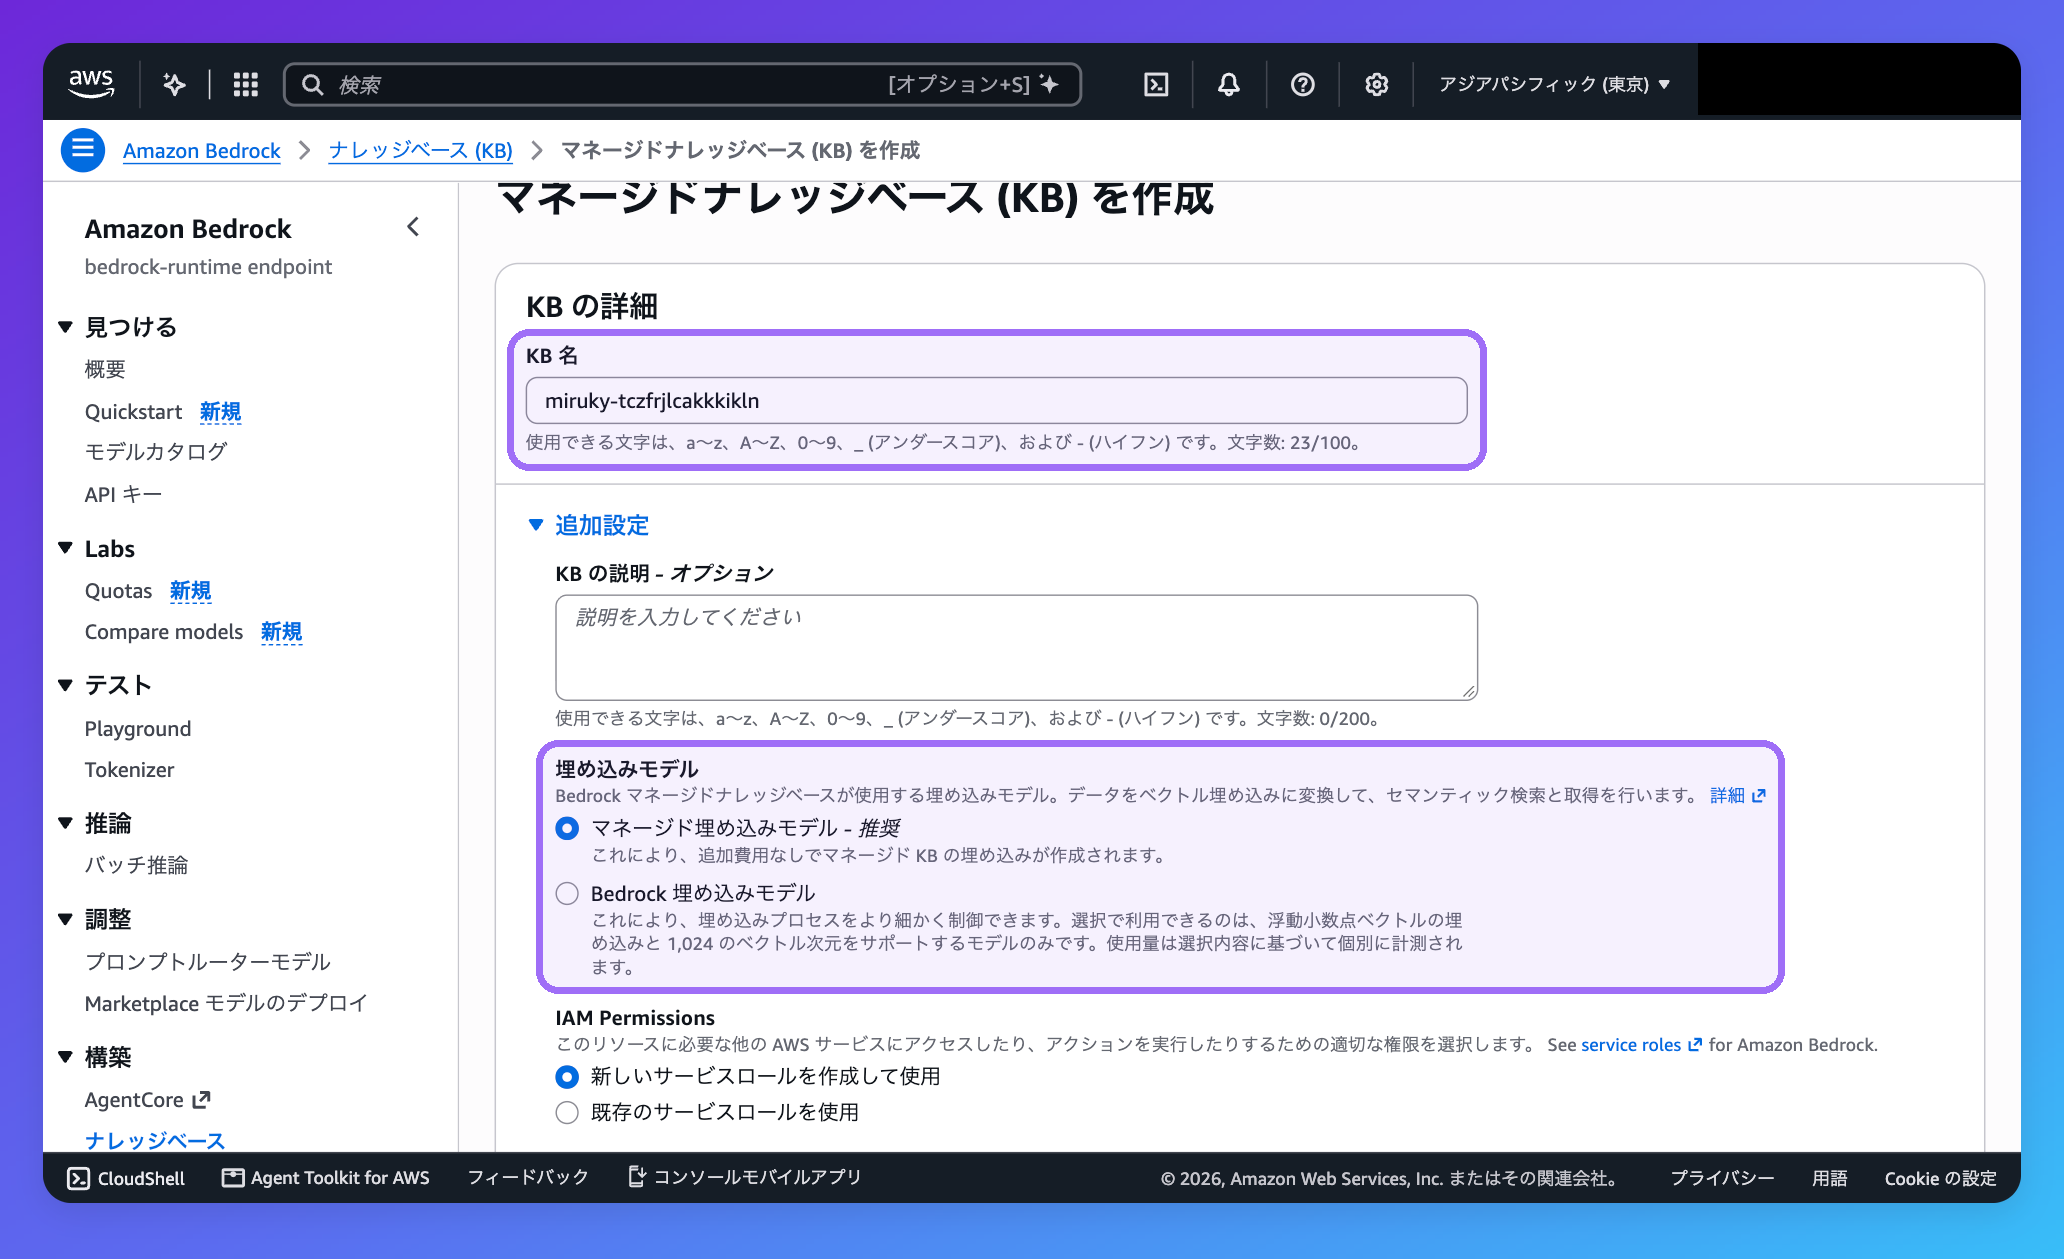 aws
検索
[オプション+S]
アジアパシフィック (東京) ▼
Amazon Bedrock
ナレッジベース (KB)
マネージドナレッジベース (KB) を作成
Amazon Bedrock
bedrock-runtime endpoint
見つける
概要
Quickstart 新規
モデルカタログ
API キー
Labs
Quotas 新規
Compare models 新規
テスト
Playground
Tokenizer
推論
バッチ推論
調整
プロンプトルーターモデル
Marketplace モデルのデプロイ
構築
AgentCore
ナレッジベース
マネージドナレッジベース (KB) を作成
KB の詳細
KB 名
miruky-tczfrjlcakkkikln
使用できる文字は、a～z、A～Z、0～9、_ (アンダースコア)、および - (ハイフン) です。文字数: 23/100。
追加設定
KB の説明 - オプション
説明を入力してください
使用できる文字は、a～z、A～Z、0～9、_ (アンダースコア)、および - (ハイフン) です。文字数: 0/200。
埋め込みモデル
Bedrock マネージドナレッジベースが使用する埋め込みモデル。データをベクトル埋め込みに変換して、セマンティック検索と取得を行います。 詳細
マネージド埋め込みモデル - 推奨
これにより、追加費用なしでマネージド KB の埋め込みが作成されます。
Bedrock 埋め込みモデル
これにより、埋め込みプロセスをより細かく制御できます。選択で利用できるのは、浮動小数点ベクトルの埋
め込みと 1,024 のベクトル次元をサポートするモデルのみです。使用量は選択内容に基づいて個別に計測され
ます。
IAM Permissions
このリソースに必要な他の AWS サービスにアクセスしたり、アクションを実行したりするための適切な権限を選択します。 See service roles for Amazon Bedrock.
新しいサービスロールを作成して使用
既存のサービスロールを使用
CloudShell
Agent Toolkit for AWS
フィードバック
コンソールモバイルアプリ
© 2026, Amazon Web Services, Inc. またはその関連会社。
プライバシー
用語
Cookie の設定